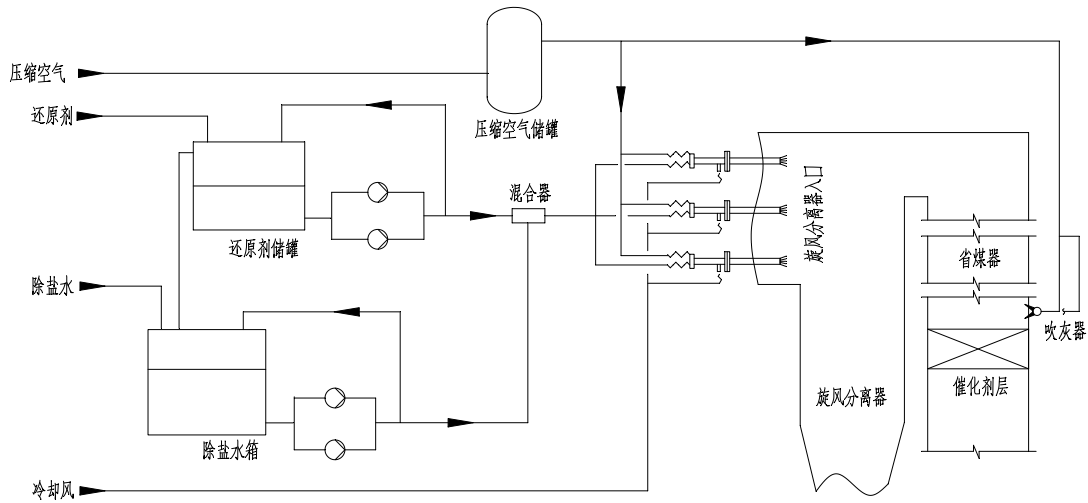 压缩空气
还原剂
压缩空气储罐
混合器
旋风分离器入口
还原剂储罐
省煤器
除盐水
吹灰器
催化剂层
旋风分离器
除盐水箱
冷却风